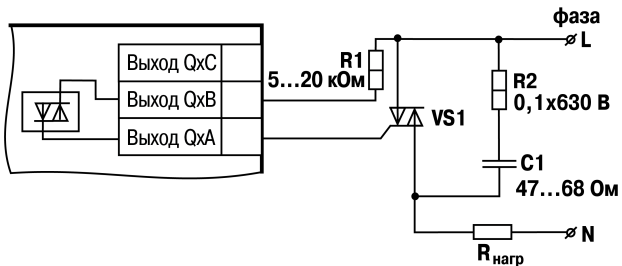 фаза
L
Выход QxC
R1
5...20 кОм
Выход QxB
R2
0,1х630 В
VS1
Выход QxA
C1
47...68 Ом
Rнагр
N